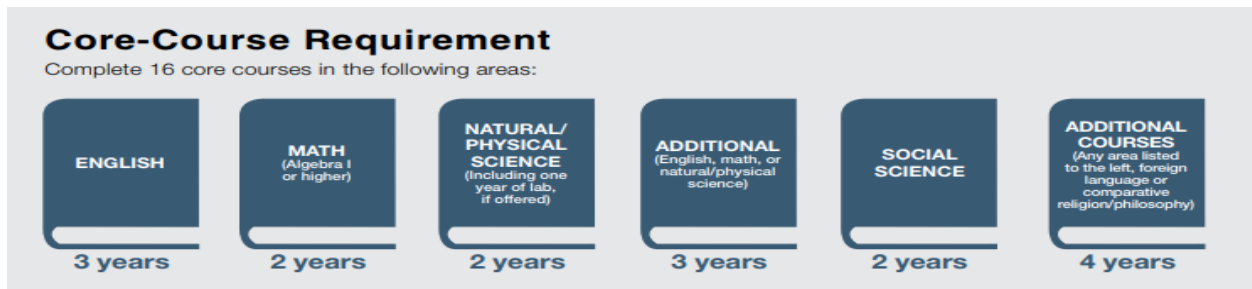 Core-Course Requirement
Complete 16 core courses in the following areas:
ENGLISH
3 years
MATH
(Algebra I
or higher)
2 years
NATURAL/
PHYSICAL
SCIENCE
(Including one
year of lab,
if offered)
2 years
ADDITIONAL
(English, math, or
natural/physical
science)
3 years
SOCIAL
SCIENCE
2 years
ADDITIONAL
COURSES
(Any area listed
to the left, foreign
language or
comparative
religion/philosophy)
4 years